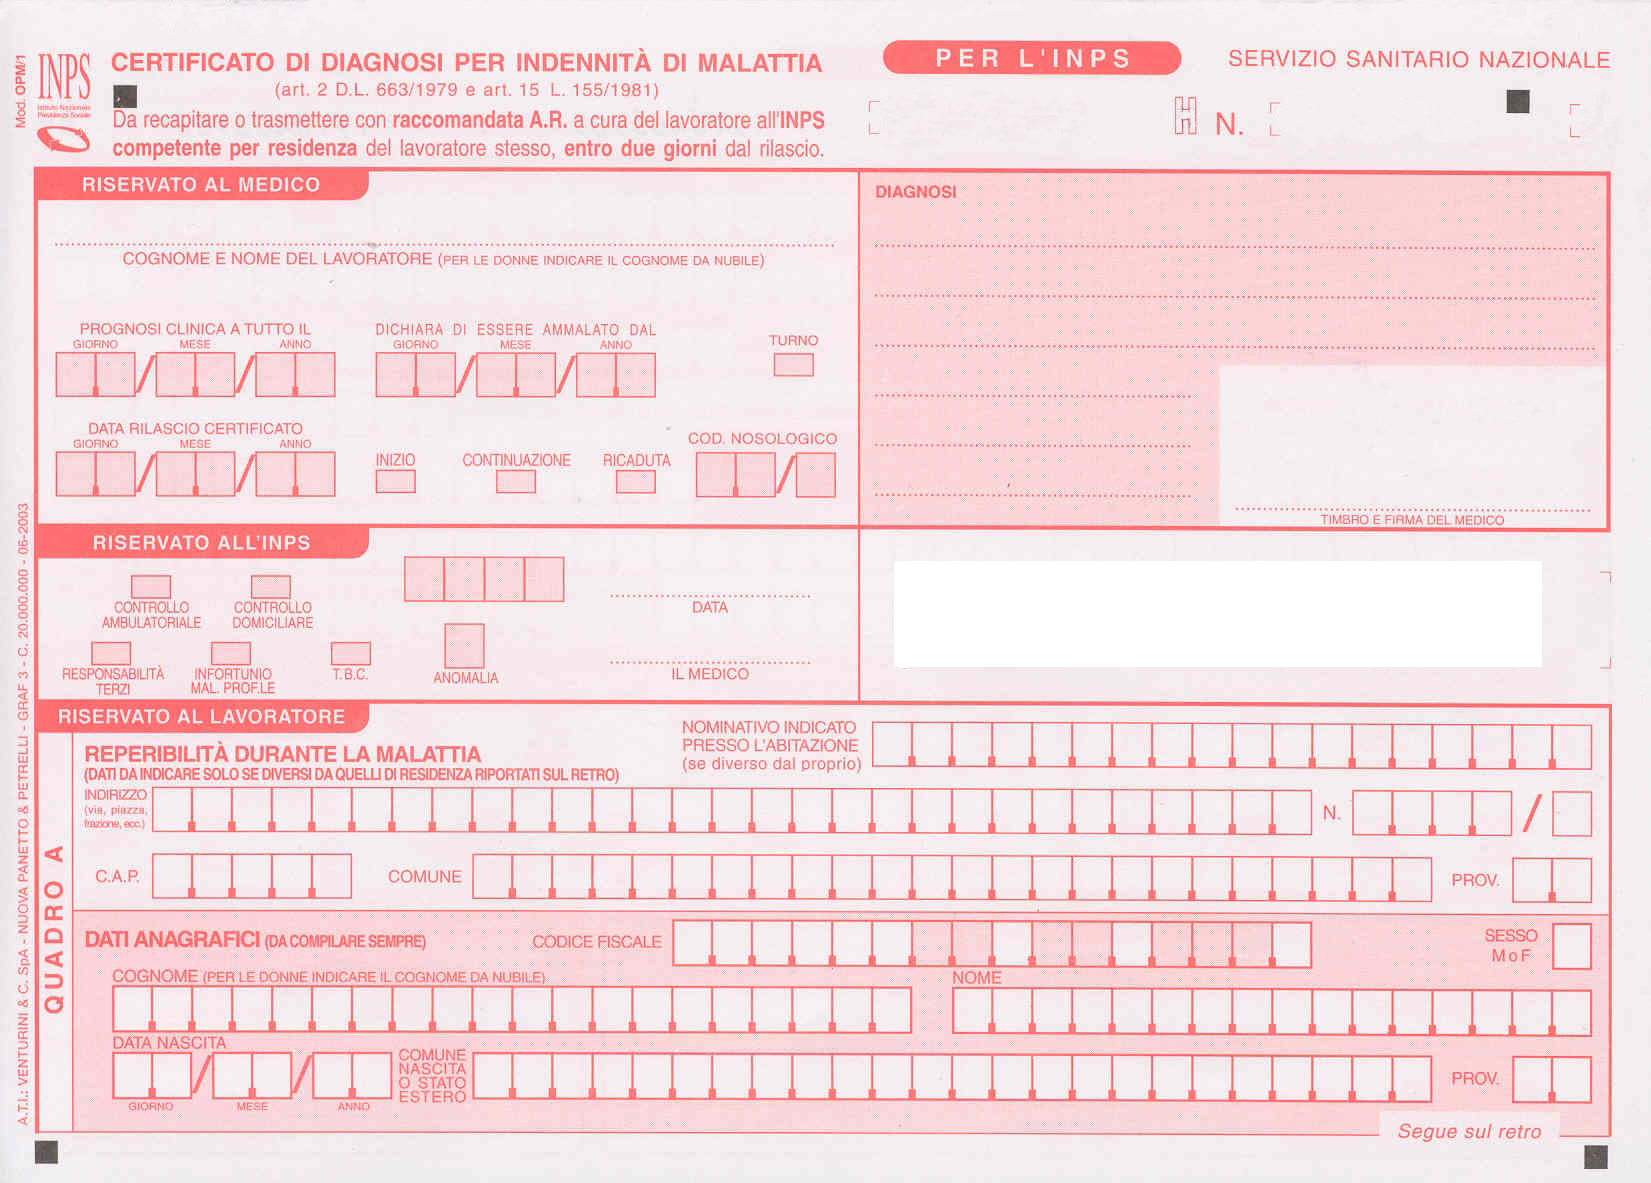 Mod. OPM/1
INPS
Istituto Nazionale
Previdenza Sociale
CERTIFICATO DI DIAGNOSI PER INDENNITÀ DI MALATTIA
(art. 2 D.L. 663/1979 e art. 15 L. 155/1981)
Da recapitare o trasmettere con raccomandata A.R. a cura del lavoratore all'INPS
competente per residenza del lavoratore stesso, entro due giorni dal rilascio.
PER L'INPS
SERVIZIO SANITARIO NAZIONALE
H N.
RISERVATO AL MEDICO
COGNOME E NOME DEL LAVORATORE (PER LE DONNE INDICARE IL COGNOME DA NUBILE)
PROGNOSI CLINICA A TUTTO IL
GIORNO MESE ANNO
DICHIARA DI ESSERE AMMALATO DAL
GIORNO MESE ANNO
TURNO
DATA RILASCIO CERTIFICATO
GIORNO MESE ANNO
INIZIO
CONTINUAZIONE
RICADUTA
COD. NOSOLOGICO
DIAGNOSI
TIMBRO E FIRMA DEL MEDICO
RISERVATO ALL'INPS
CONTROLLO
AMBULATORIALE
CONTROLLO
DOMICILIARE
RESPONSABILITÀ
TERZI
INFORTUNIO
MAL. PROF.LE
T.B.C.
ANOMALIA
DATA
IL MEDICO
RISERVATO AL LAVORATORE
QUADRO A
REPERIBILITÀ DURANTE LA MALATTIA
(DATI DA INDICARE SOLO SE DIVERSI DA QUELLI DI RESIDENZA RIPORTATI SUL RETRO)
NOMINATIVO INDICATO
PRESSO L'ABITAZIONE
(se diverso dal proprio)
INDIRIZZO
(via, piazza,
frazione, ecc.)
N.
/
C.A.P.
COMUNE
PROV.
DATI ANAGRAFICI (DA COMPILARE SEMPRE)
CODICE FISCALE
SESSO
M o F
COGNOME (PER LE DONNE INDICARE IL COGNOME DA NUBILE)
NOME
DATA NASCITA
GIORNO MESE ANNO
COMUNE
NASCITA
O STATO
ESTERO
PROV.
Segue sul retro
A.T.I.: VENTURINI & C. SpA - NUOVA PANETTO & PETRELLI - GRAF 3 - C. 20.000.000 - 06-2003